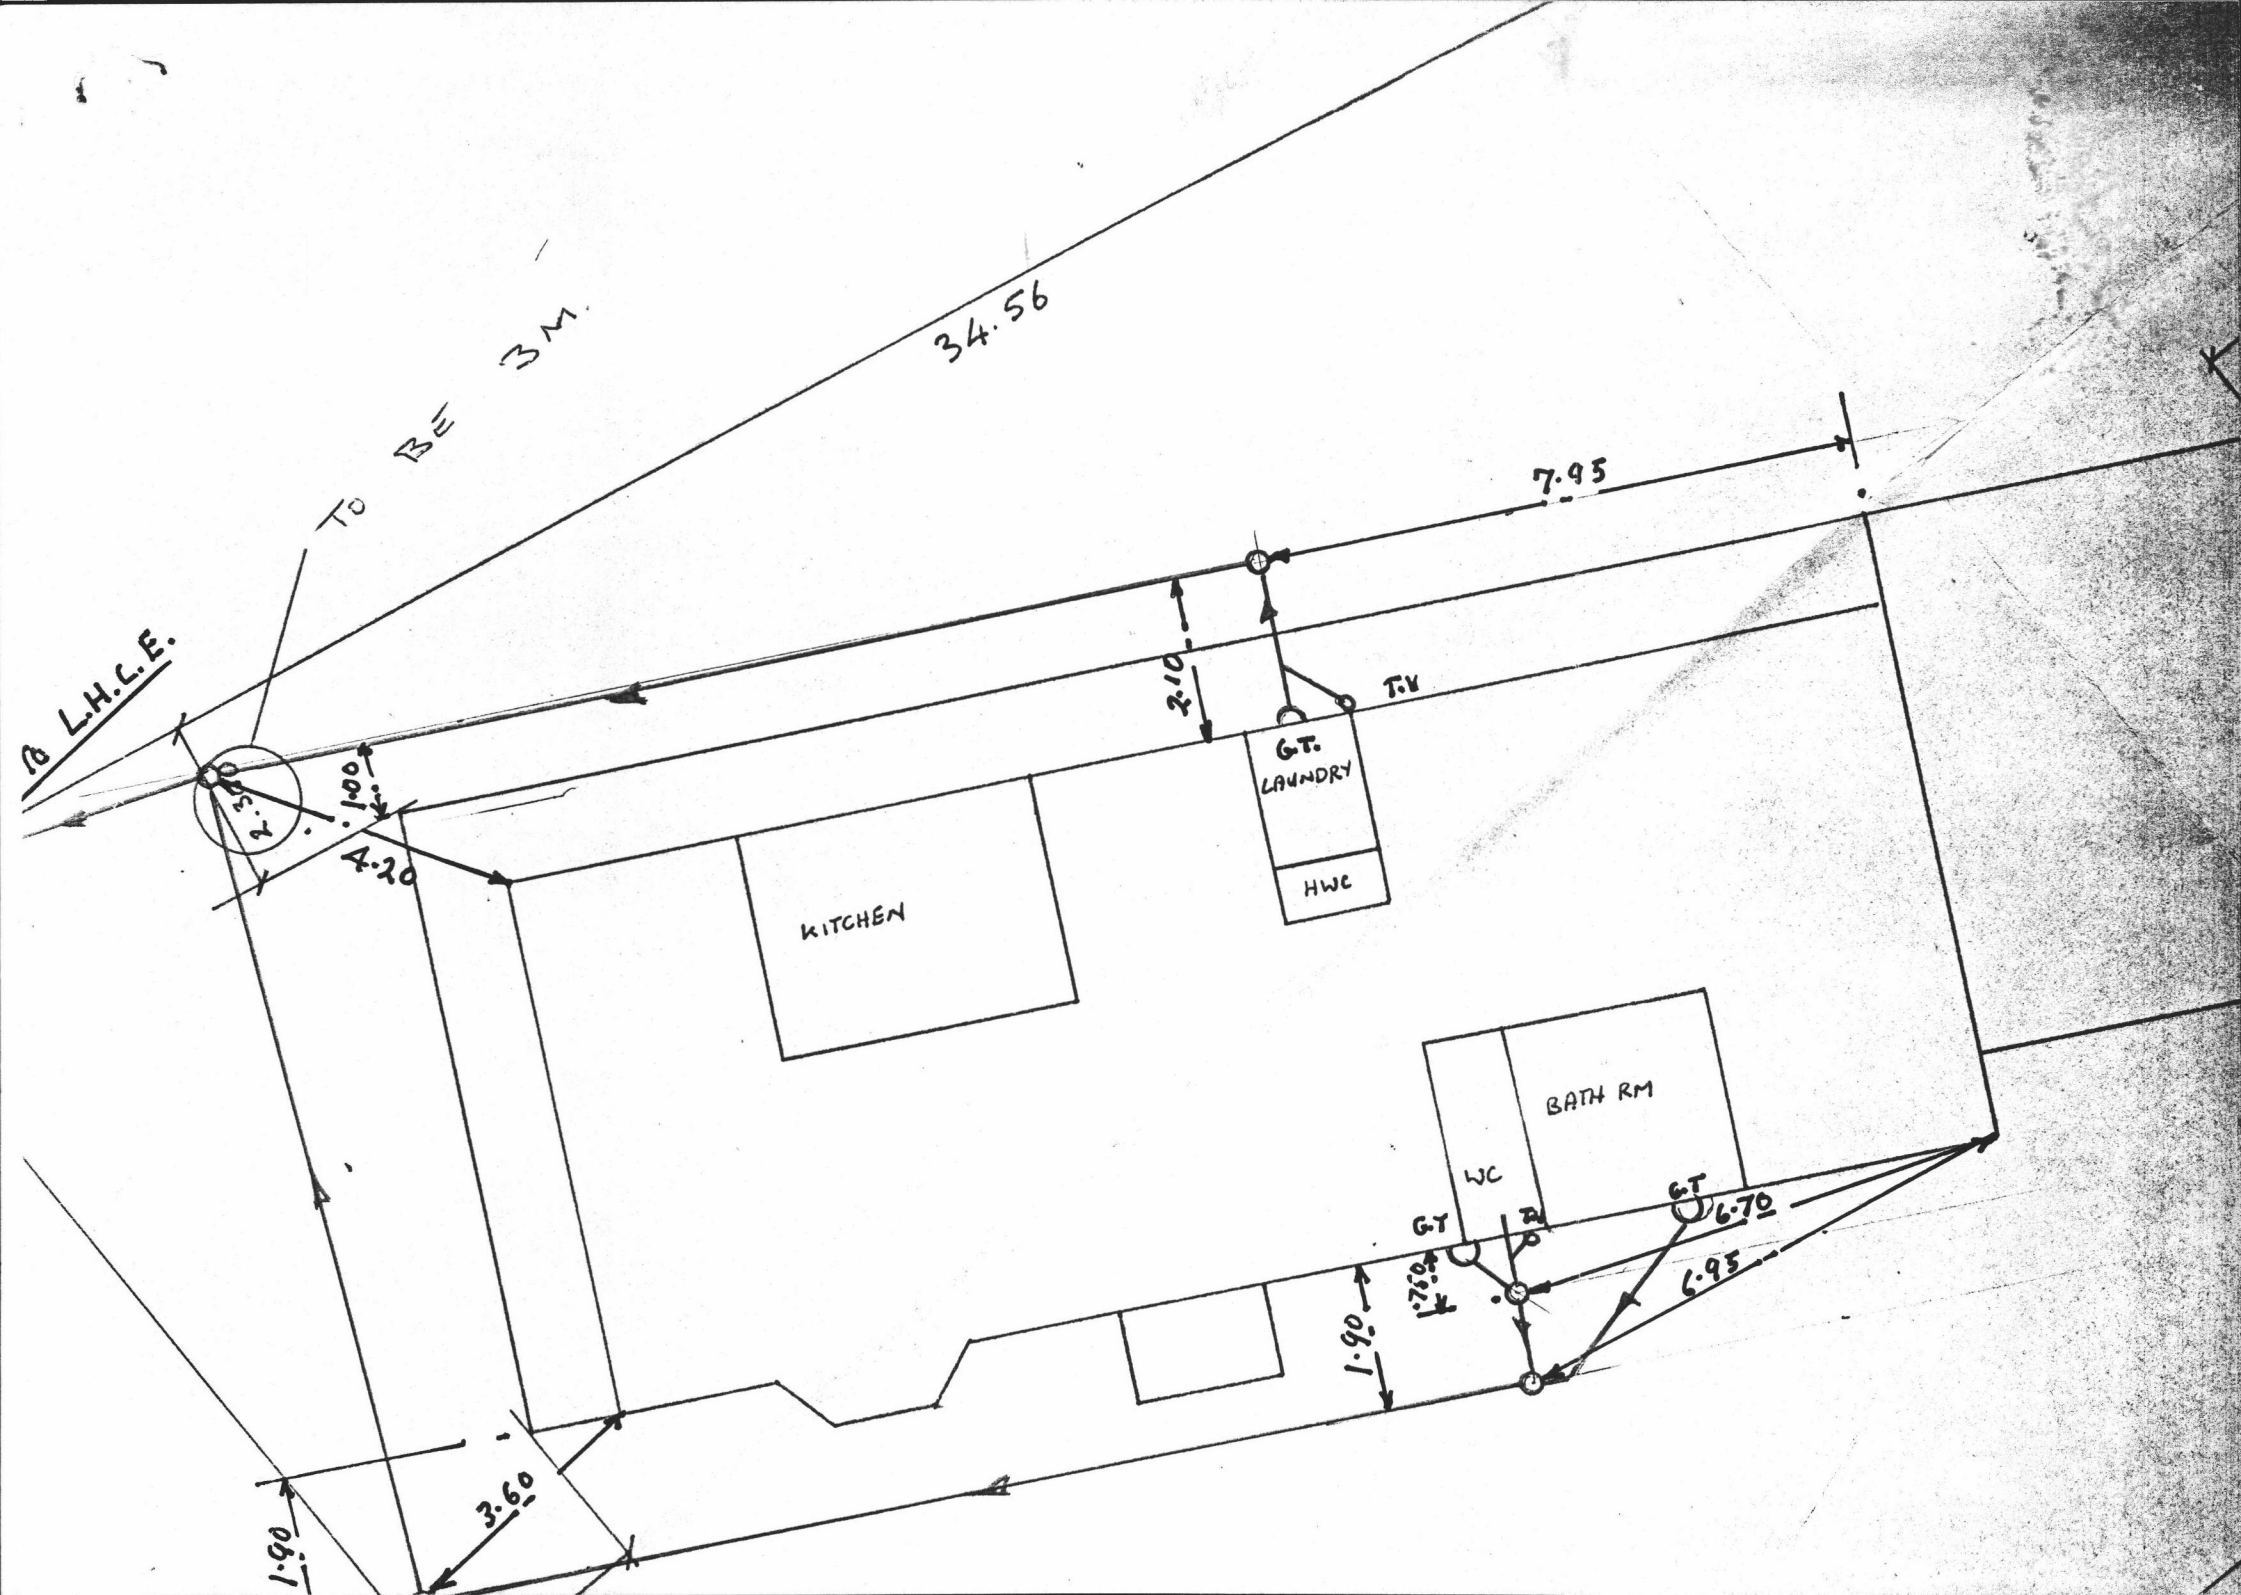 TO BE 3M.
34.56
7.95
TO L.H.C.E.
2.10
T.V
G.T.
LAUNDRY
HWC
1.00
4.20
KITCHEN
BATH RM
WC
G.T
G.T
T.V
6.70
6.95
.750
1.90
3.60
1.90